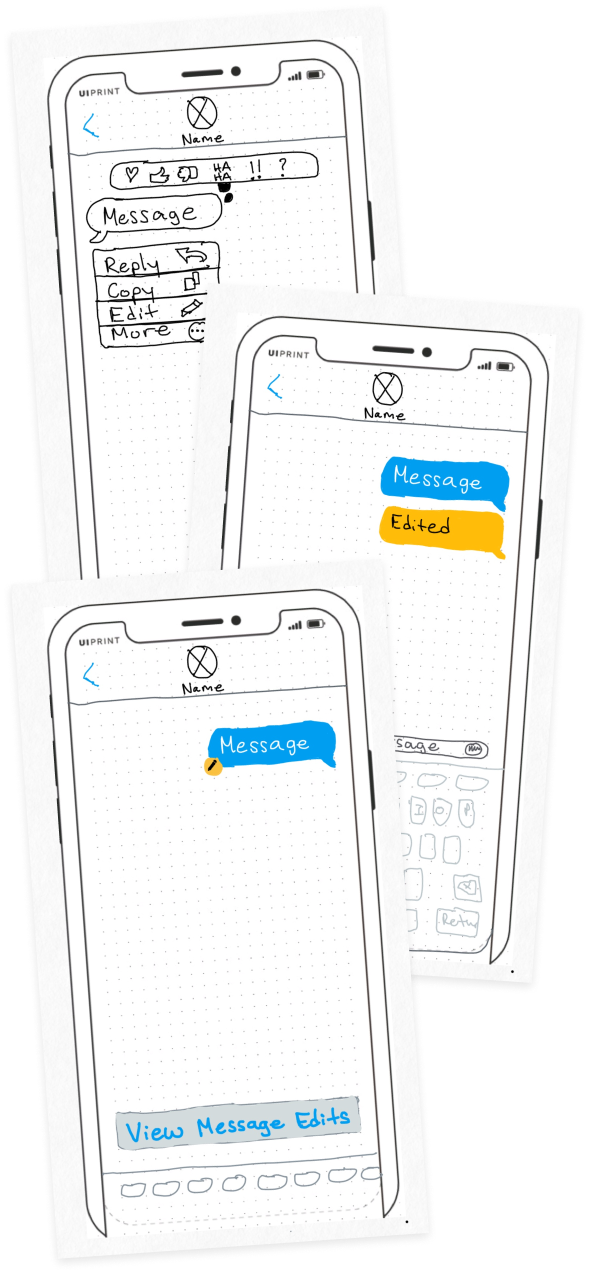 UIPRINT
Name
HA
HA
!!
?
Message
Reply
Copy
Edit
More
UIPRINT
Name
Message
Edited
sage
I O P
Retu
UIPRINT
Name
Message
View Message Edits